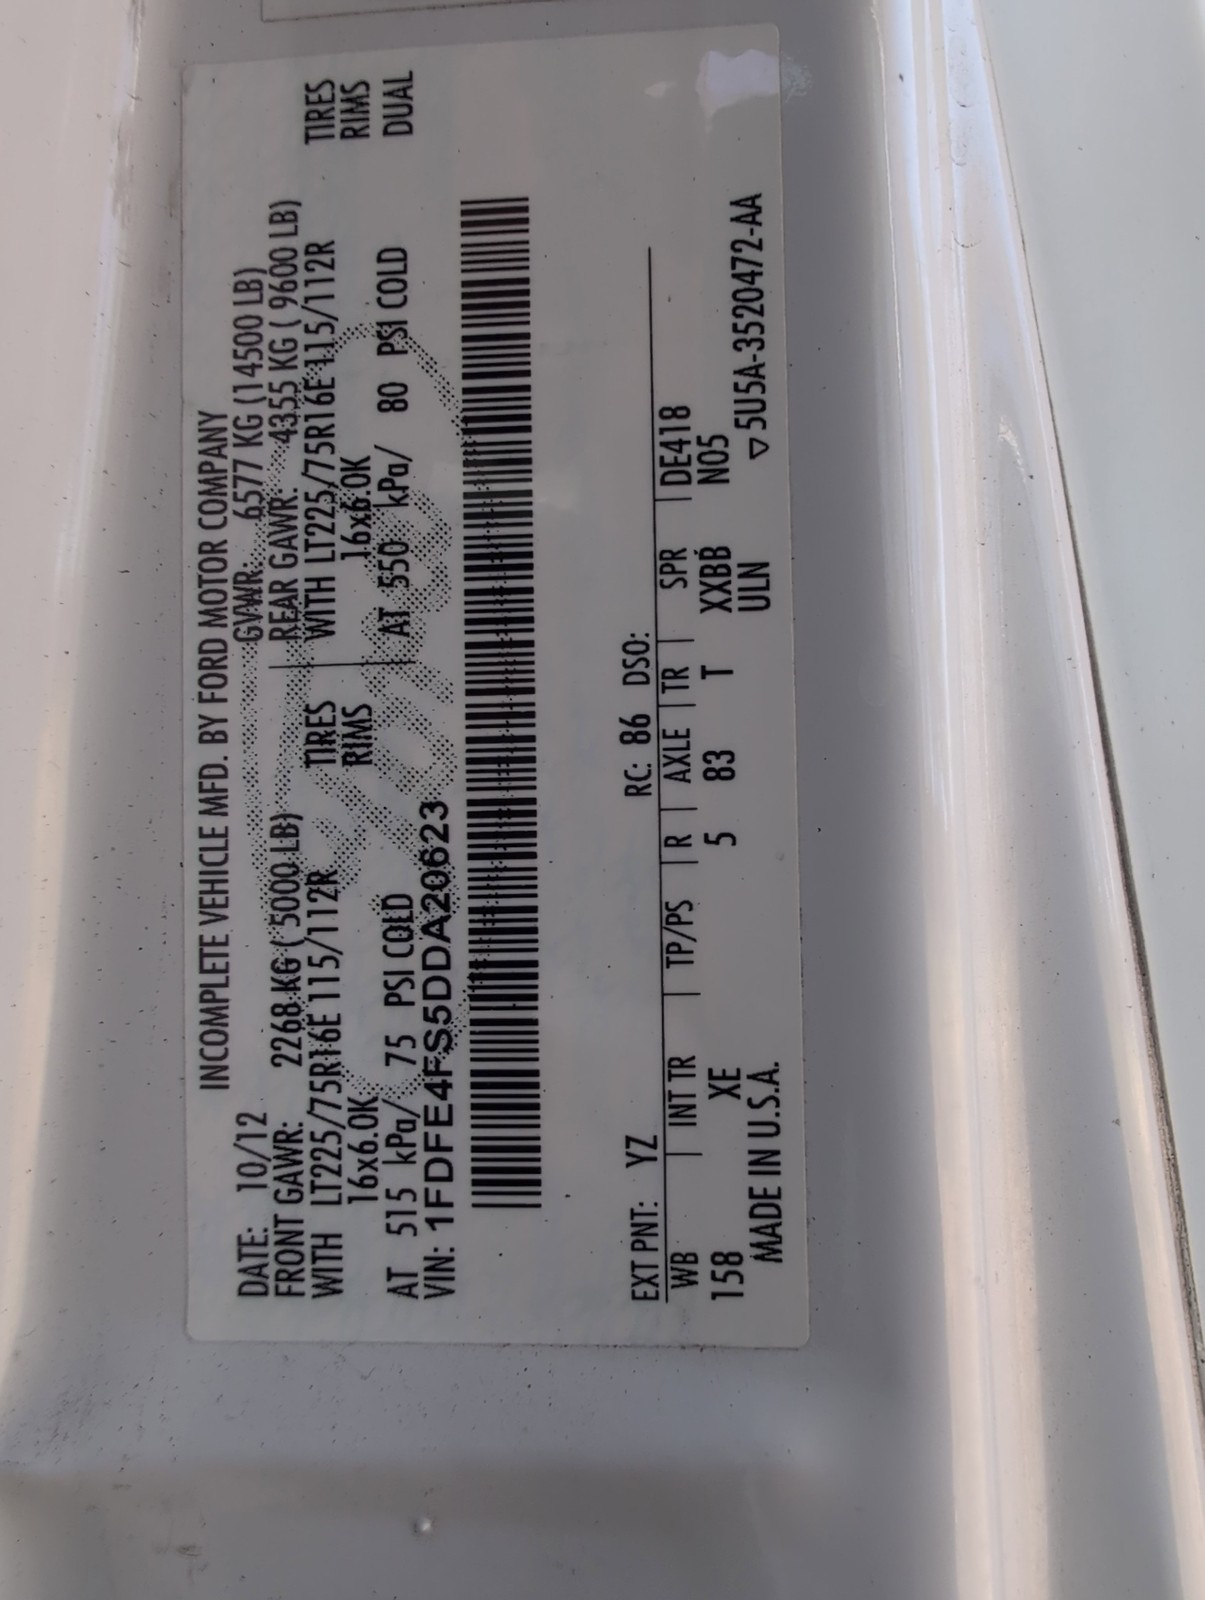 INCOMPLETE VEHICLE MFD. BY FORD MOTOR COMPANY
DATE: 10/12 GVWR: 6577 KG (14500 LB)
FRONT GAWR: 2268 KG ( 5000 LB) REAR GAWR: 4355 KG ( 9600 LB)
WITH LT225/75R16E 115/112R TIRES WITH LT225/75R16E 115/112R TIRES
16x6.0K RIMS 16x6.0K RIMS
AT 515 kPa/ 75 PSI COLD AT 550 kPa/ 80 PSI COLD DUAL
VIN: 1FDFE4FS5DDA20623
EXT PNT: YZ RC: 86 DSO:
WB INT TR TP/PS R AXLE TR SPR DE418
158 XE 5 83 T XXBB N05
MADE IN U.S.A. ULN
▽5U5A-3520472-AA